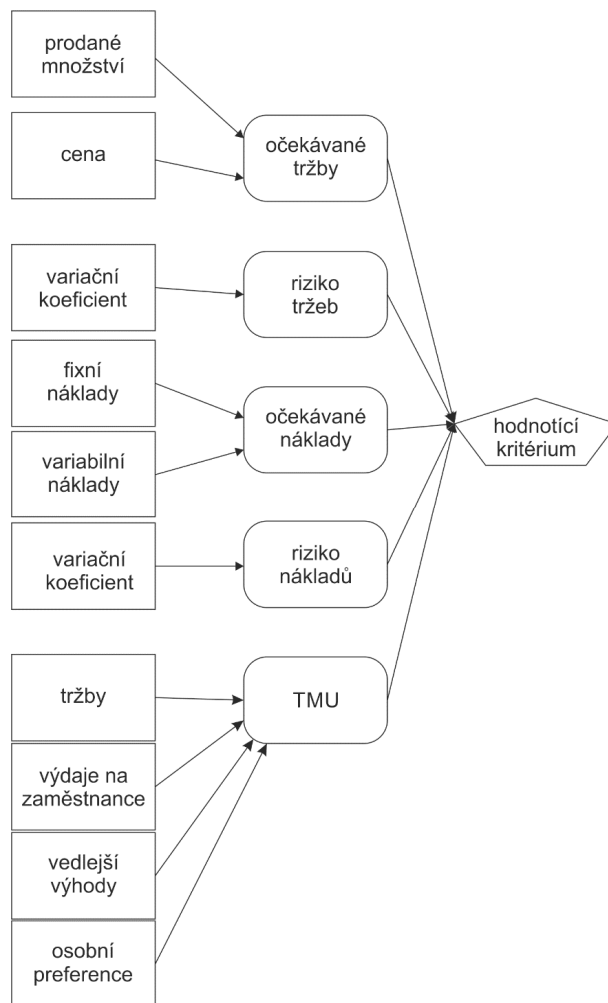 prodané
množství
cena
očekávané
tržby
variační
koeficient
riziko
tržeb
fixní
náklady
očekávané
náklady
hodnotící
kritérium
variabilní
náklady
variační
koeficient
riziko
nákladů
tržby
TMU
výdaje na
zaměstnance
vedlejší
výhody
osobní
preference